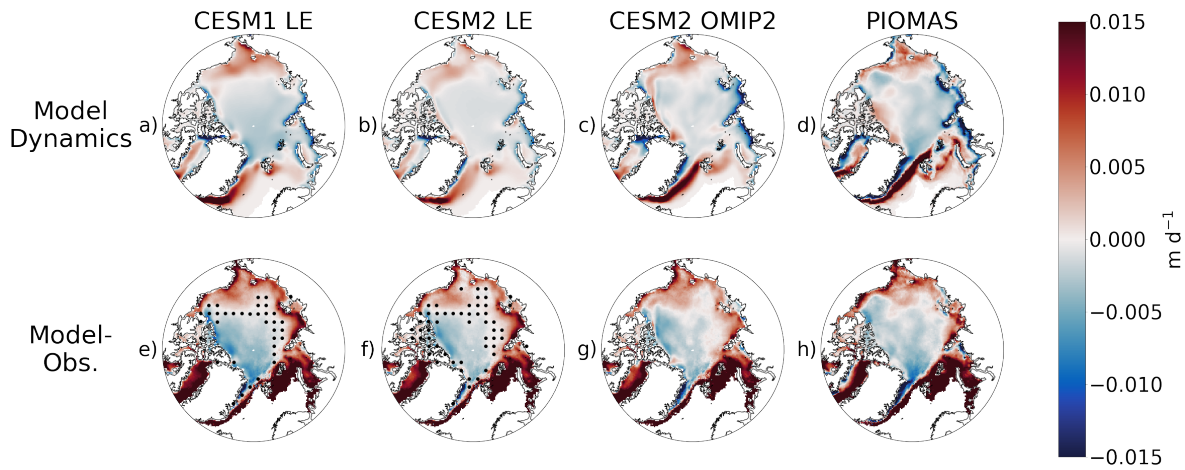 CESM1 LE
CESM2 LE
CESM2 OMIP2
PIOMAS
Model
Dynamics
a)
b)
c)
d)
Model-
Obs.
e)
f)
g)
h)
0.015
0.010
0.005
0.000
−0.005
−0.010
−0.015
m d⁻¹